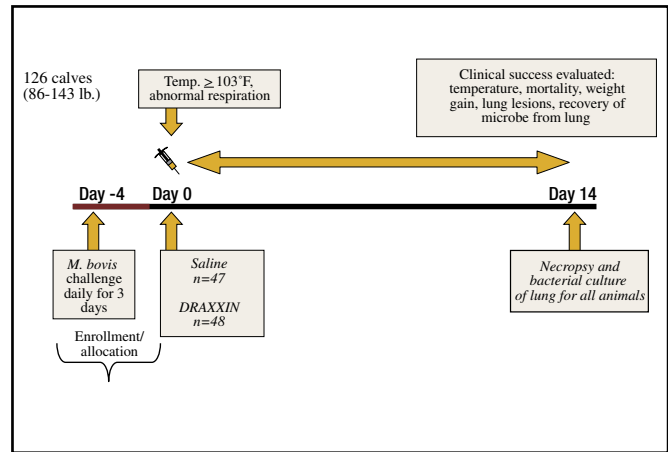 126 calves
(86-143 lb.)
Temp. ≥ 103˚F,
abnormal respiration
Clinical success evaluated:
temperature, mortality, weight
gain, lung lesions, recovery of
microbe from lung
Day -4
Day 0
Day 14
M. bovis
challenge
daily for 3
days
Saline
n=47
DRAXXIN
n=48
Necropsy and
bacterial culture
of lung for all animals
Enrollment/
allocation